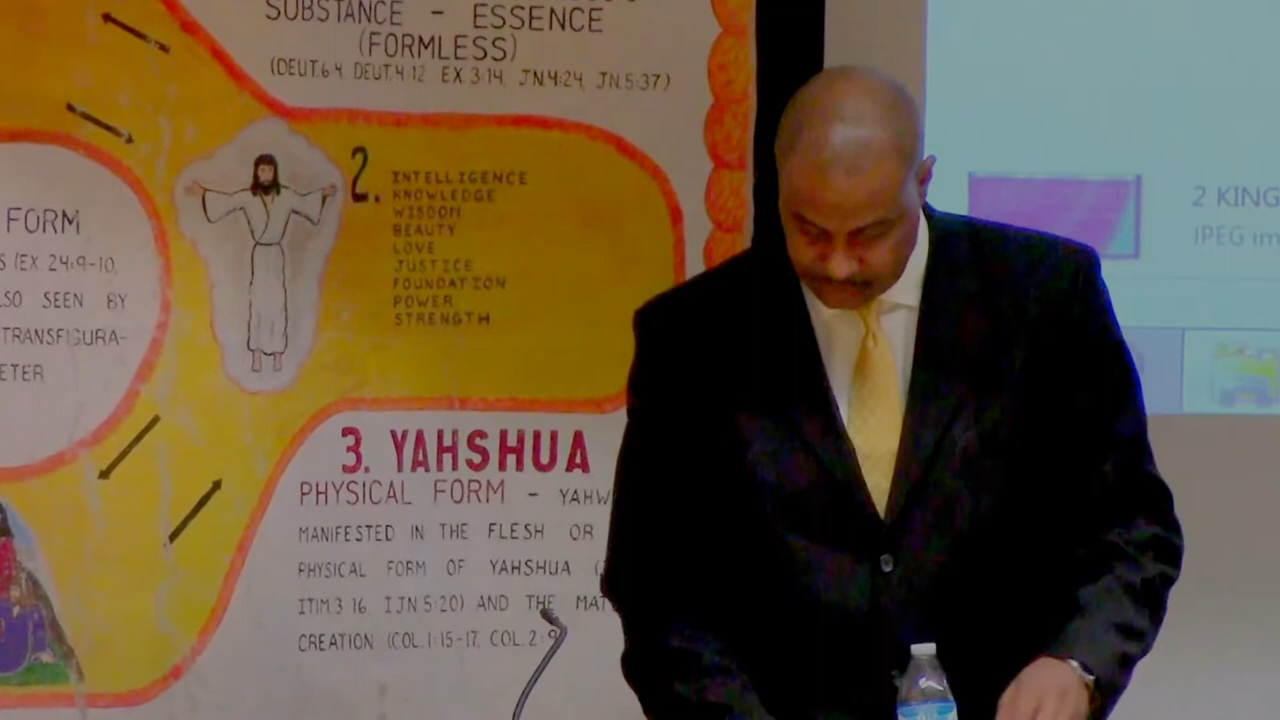 SUBSTANCE - ESSENCE
(FORMLESS)
(DEUT.6:4, DEUT.4:12 EX.3:14, JN.4:24, JN.5:37)
2.
INTELLIGENCE
KNOWLEDGE
WISDOM
BEAUTY
LOVE
JUSTICE
FOUNDATION
POWER
STRENGTH
FORM
S (EX. 24:9-10,
LSO SEEN BY
TRANSFIGURA-
ETER
3. YAHSHUA
PHYSICAL FORM - YAHW
MANIFESTED IN THE FLESH OR
PHYSICAL FORM OF YAHSHUA
ITIM.3:16, IJN.5:20) AND THE MAT
CREATION (COL.1:15-17, COL.2:9
2 KING
JPEG im